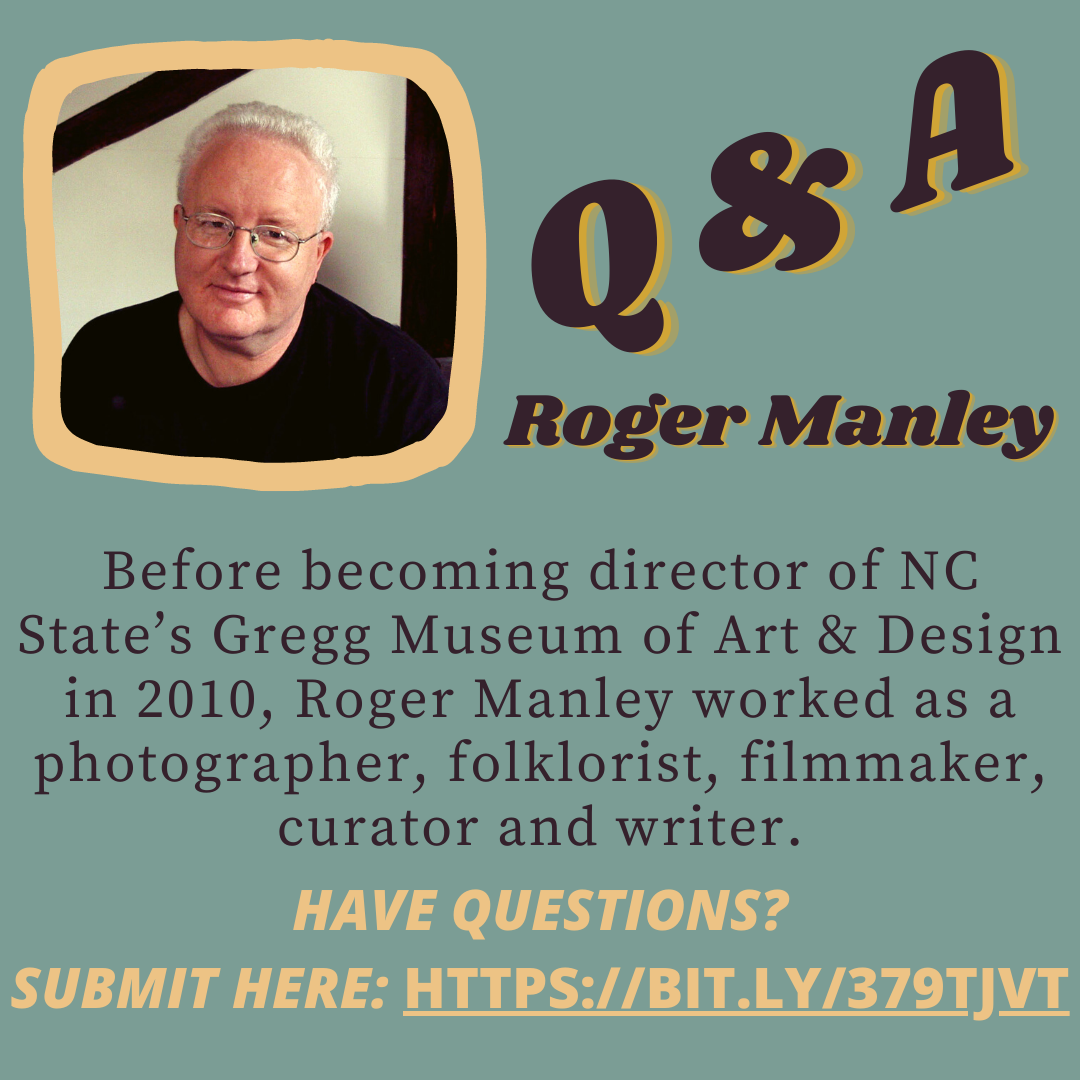 Q & A
Roger Manley
Before becoming director of NC
State’s Gregg Museum of Art & Design
in 2010, Roger Manley worked as a
photographer, folklorist, filmmaker,
curator and writer.
HAVE QUESTIONS?
SUBMIT HERE: HTTPS://BIT.LY/379TJVT